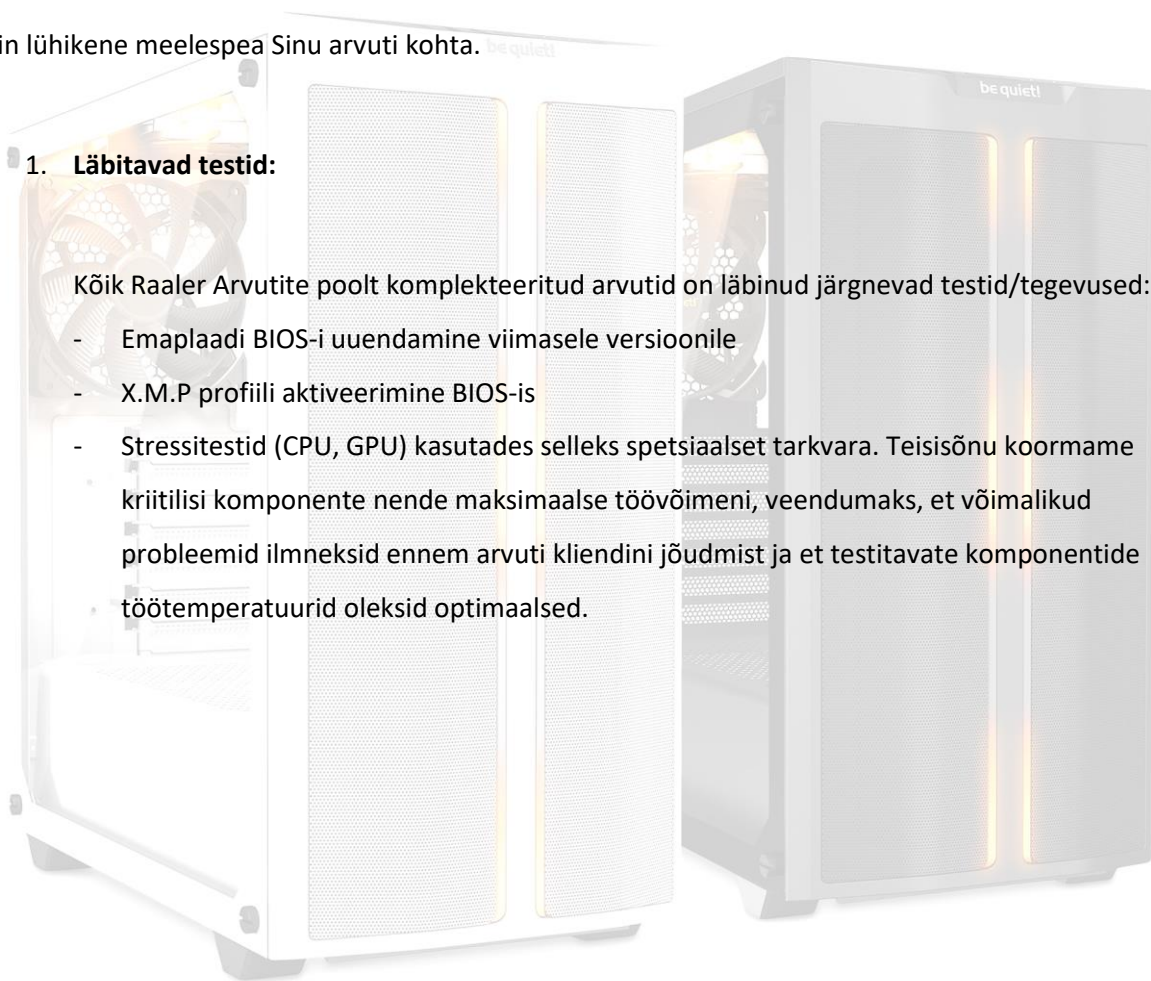 in lühikene meelespea Sinu arvuti kohta.
be quiet!
be quiet!
1. Läbitavad testid:
Kõik Raaler Arvutite poolt komplekteeritud arvutid on läbinud järgnevad testid/tegevused:
- Emaplaadi BIOS-i uuendamine viimasele versioonile
- X.M.P profiili aktiveerimine BIOS-is
- Stressitestid (CPU, GPU) kasutades selleks spetsiaalset tarkvara. Teisisõnu koormame
kriitilisi komponente nende maksimaalse töövõimeni, veendumaks, et võimalikud
probleemid ilmneksid ennem arvuti kliendini jõudmist ja et testitavate komponentide
töötemperatuurid oleksid optimaalsed.